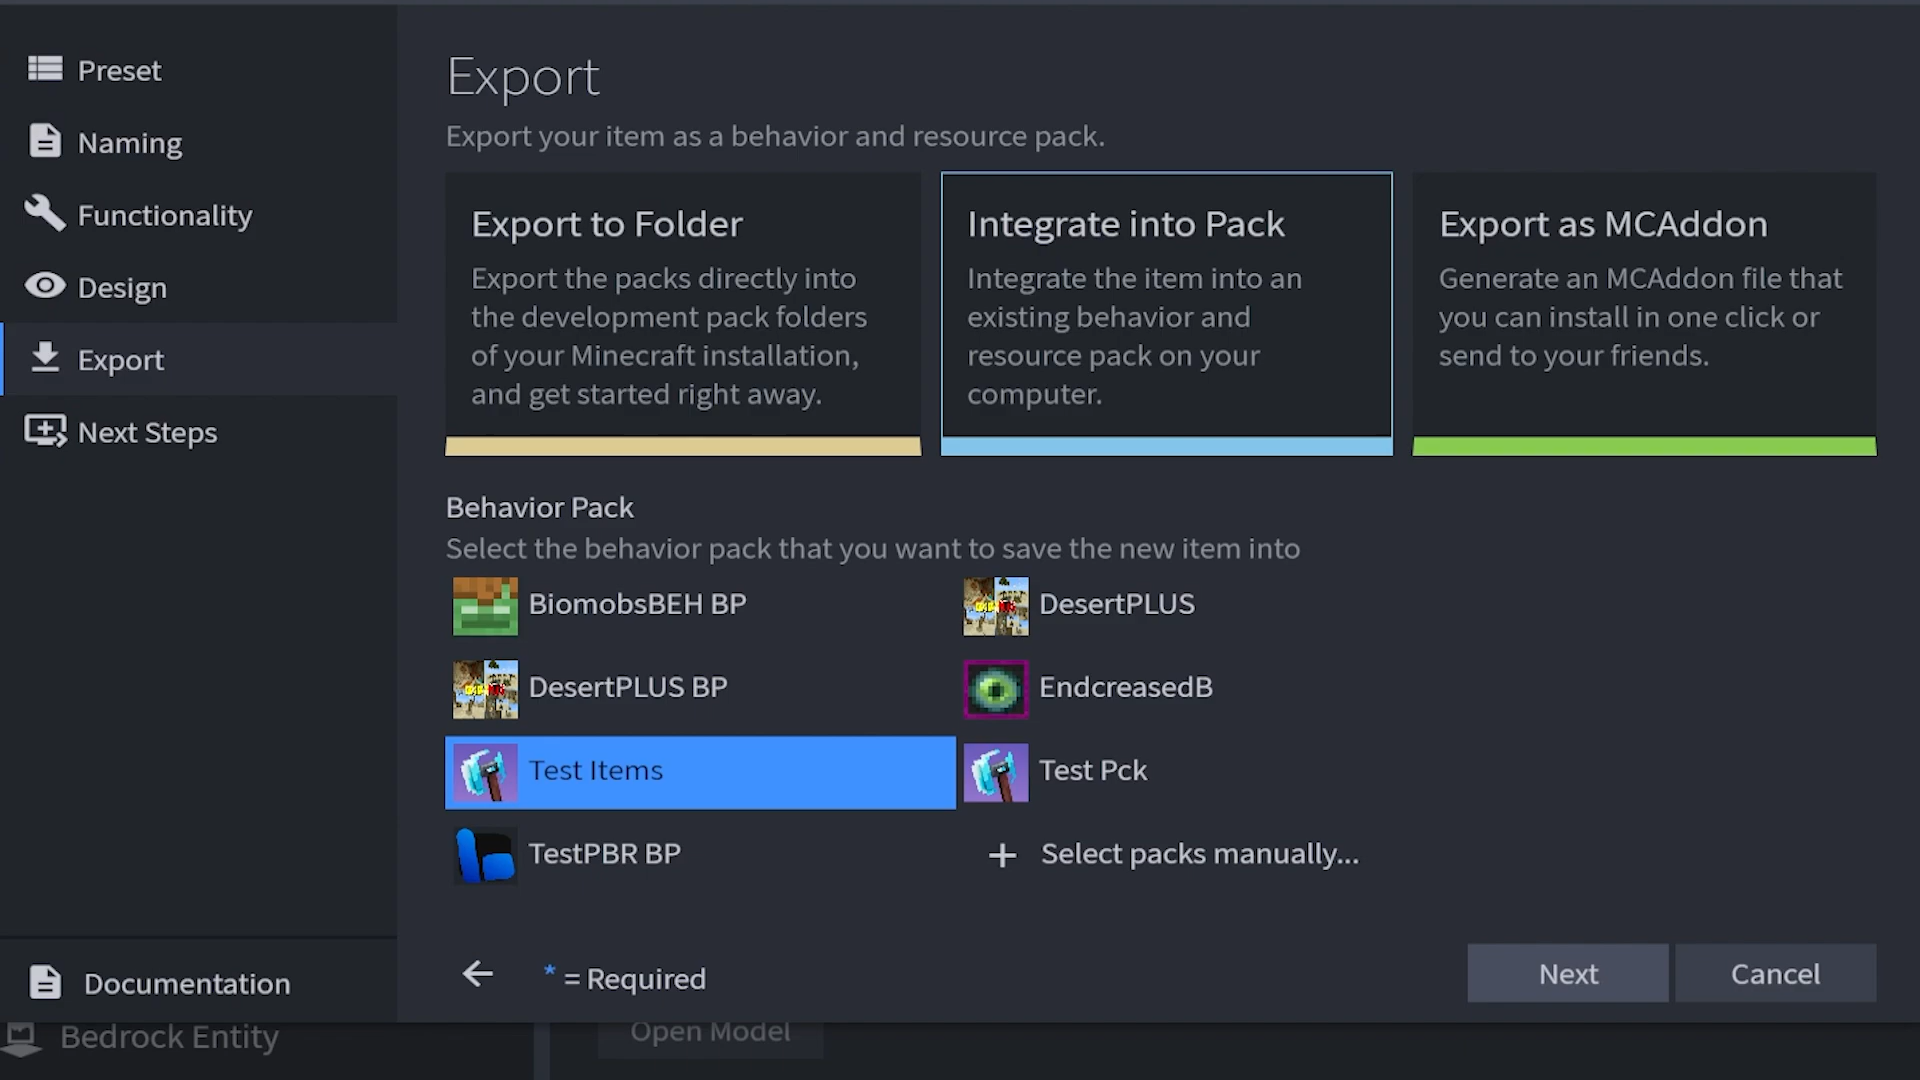 Preset
Naming
Functionality
Design
Export
Next Steps
Documentation
Export
Export your item as a behavior and resource pack.
Export to Folder
Export the packs directly into
the development pack folders
of your Minecraft installation,
and get started right away.
Integrate into Pack
Integrate the item into an
existing behavior and
resource pack on your
computer.
Export as MCAddon
Generate an MCAddon file that
you can install in one click or
send to your friends.
Behavior Pack
Select the behavior pack that you want to save the new item into
BiomobsBEH BP
DesertPLUS
DesertPLUS BP
EndcreasedB
Test Items
Test Pck
TestPBR BP
+ Select packs manually...
* = Required
Next
Cancel
Bedrock Entity
Open Model